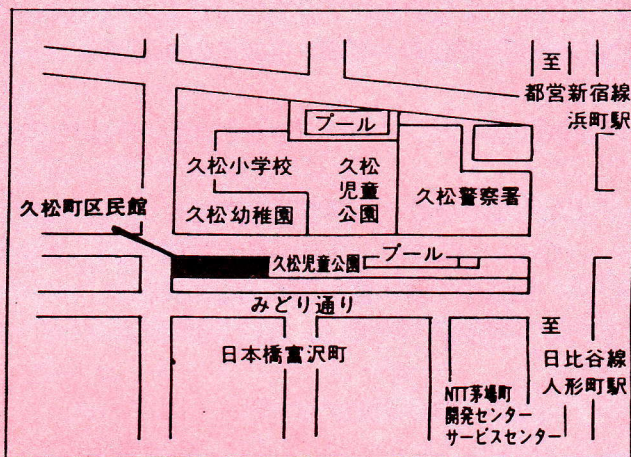 至
都営新宿線
浜町駅
プール
久松小学校
久松
児童
公園
久松警察署
久松町区民館
久松幼稚園
久松児童公園
プール
みどり通り
至
日本橋富沢町
日比谷線
人形町駅
NTT茅場町
開発センター
サービスセンター